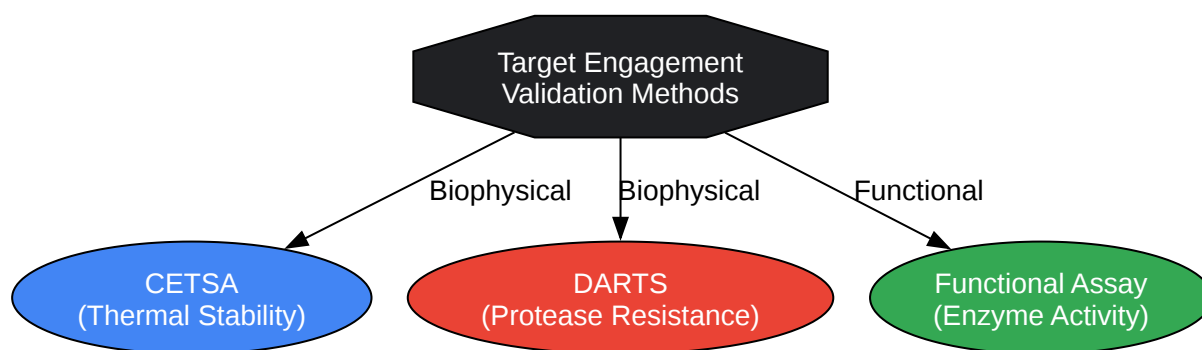 Target Engagement
Validation Methods
Biophysical
Biophysical
Functional
CETSA
(Thermal Stability)
DARTS
(Protease Resistance)
Functional Assay
(Enzyme Activity)